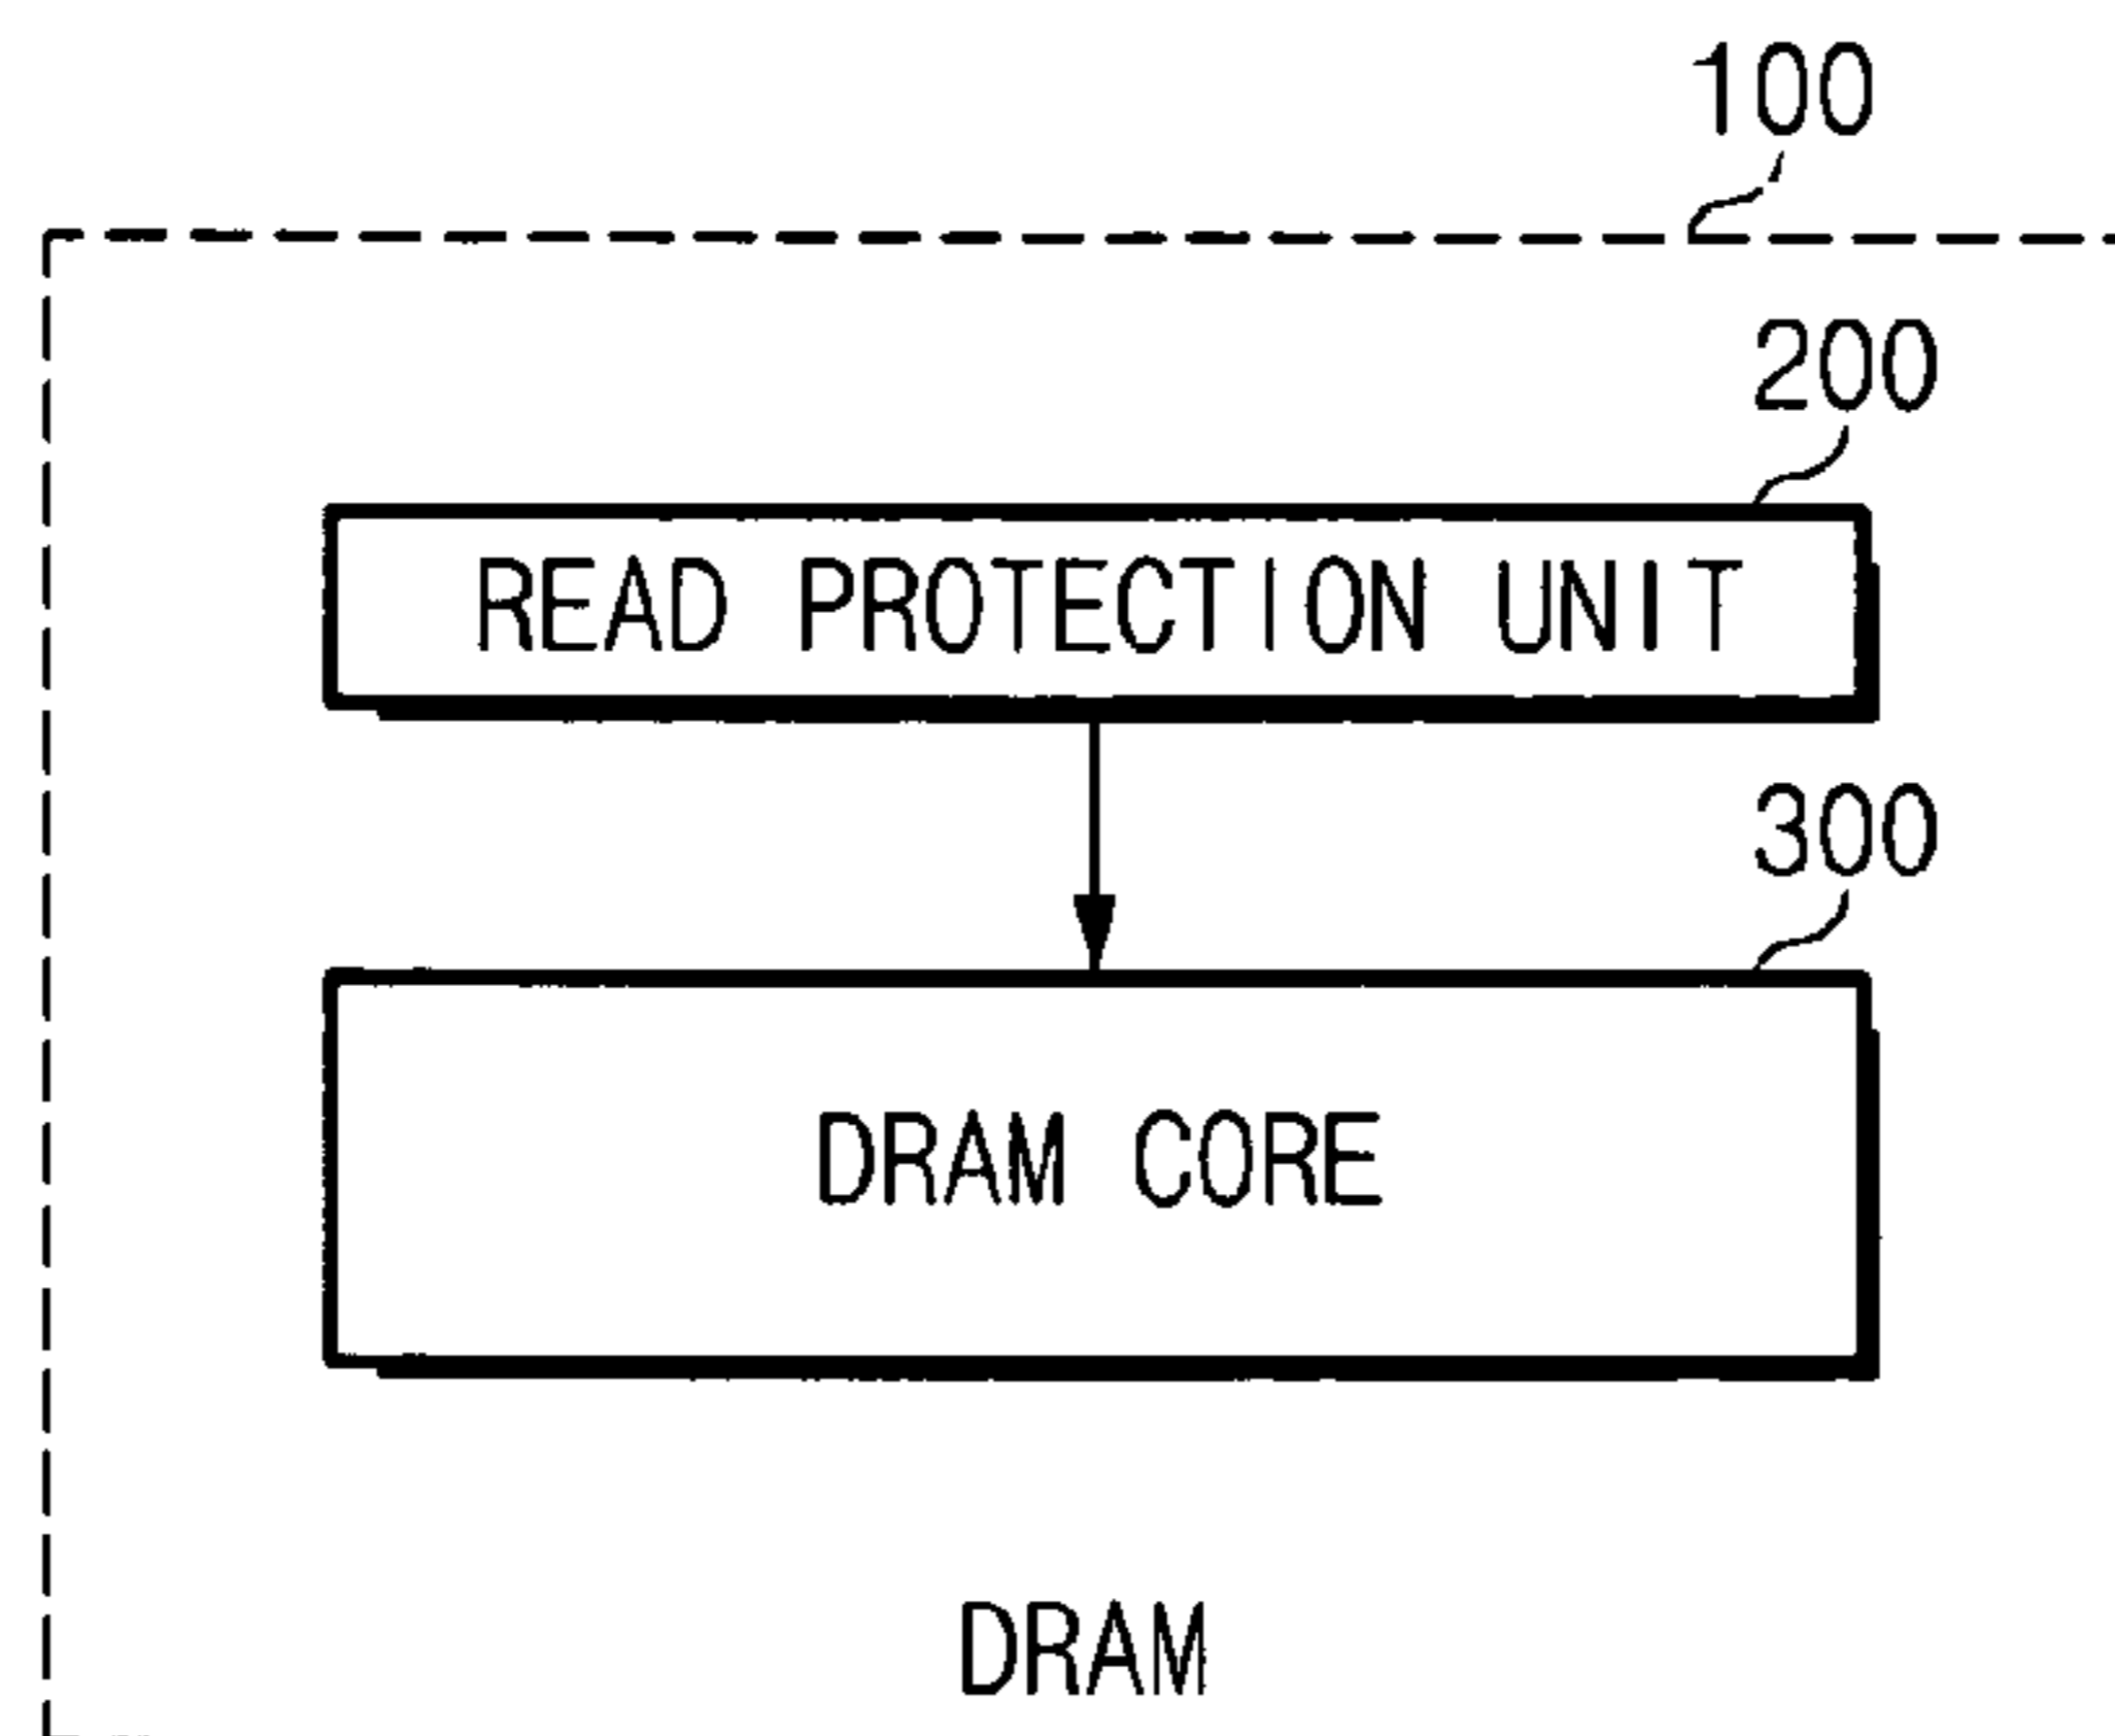 100
200
READ PROTECTION UNIT
300
DRAM CORE
DRAM